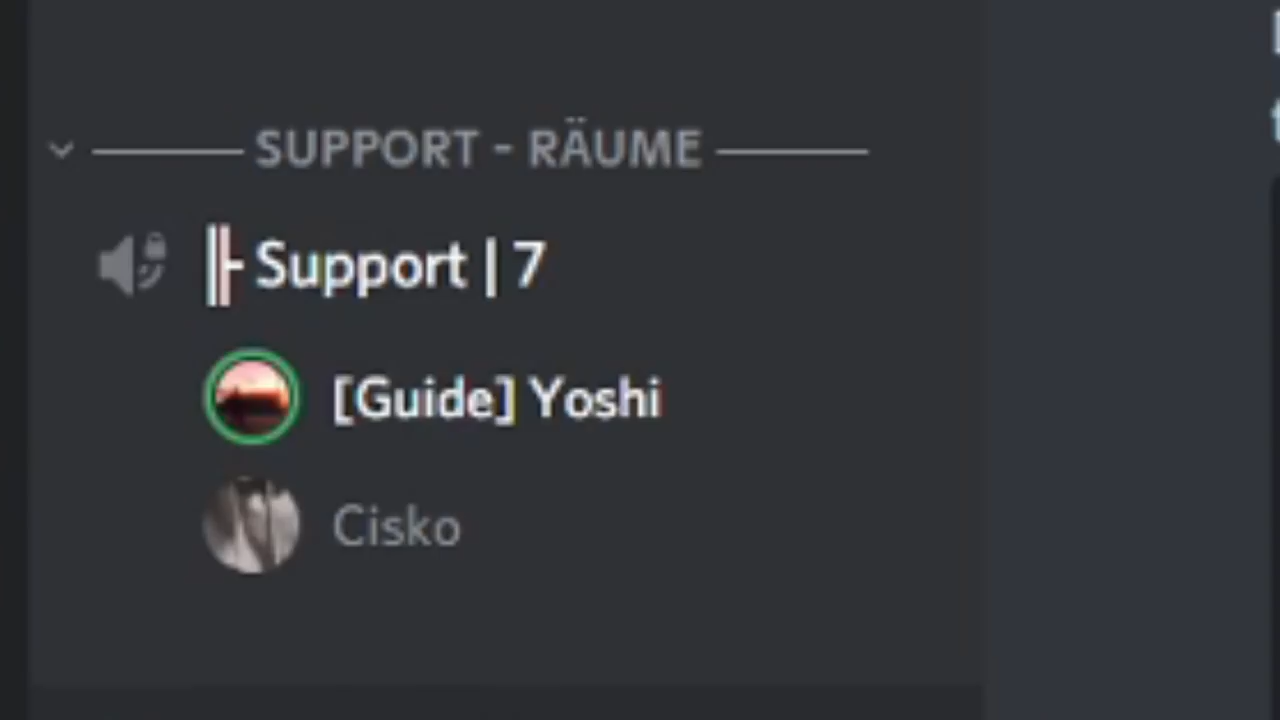 SUPPORT - RÄUME
╟ Support | 7
[Guide] Yoshi
Cisko